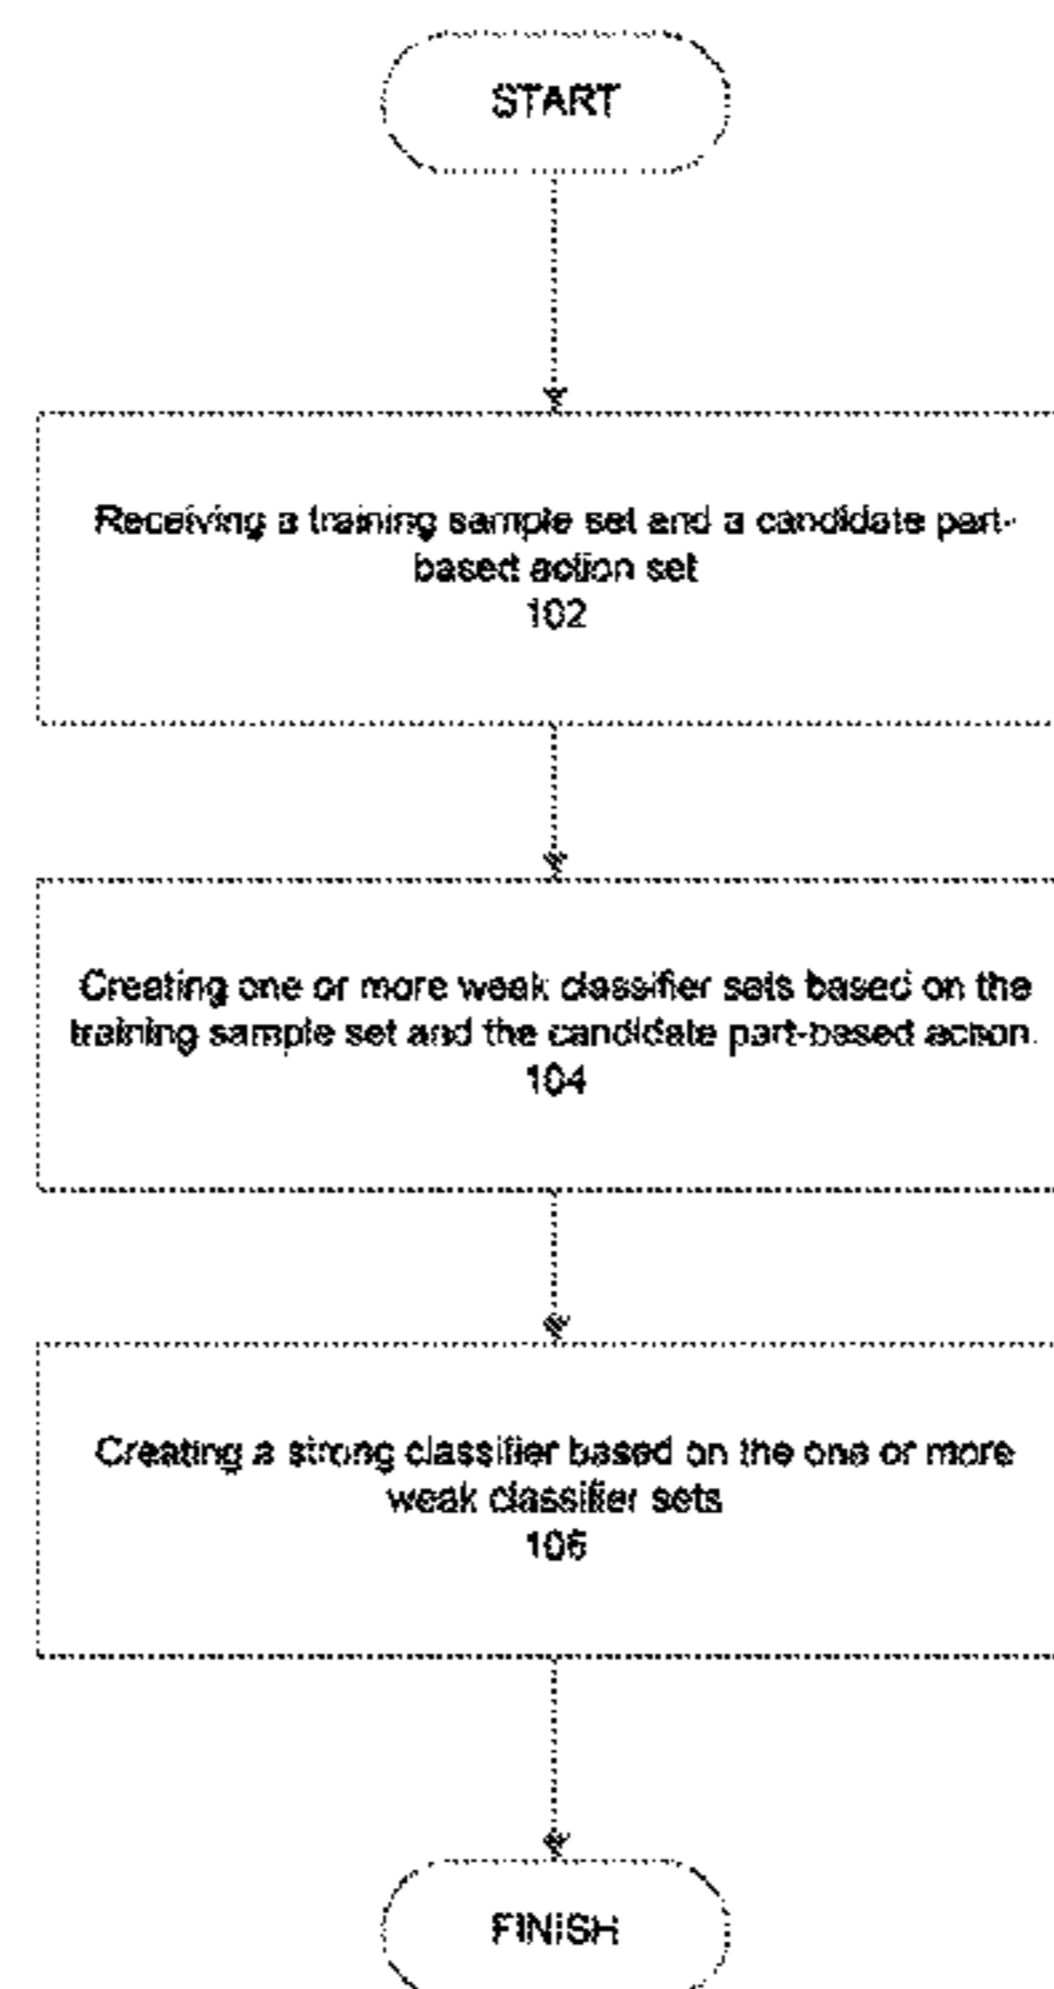 START
Receiving a training sample set and a candidate part-
based action set
102
Creating one or more weak classifier sets based on the
training sample set and the candidate part-based action.
104
Creating a strong classifier based on the one or more
weak classifier sets
106
FINISH